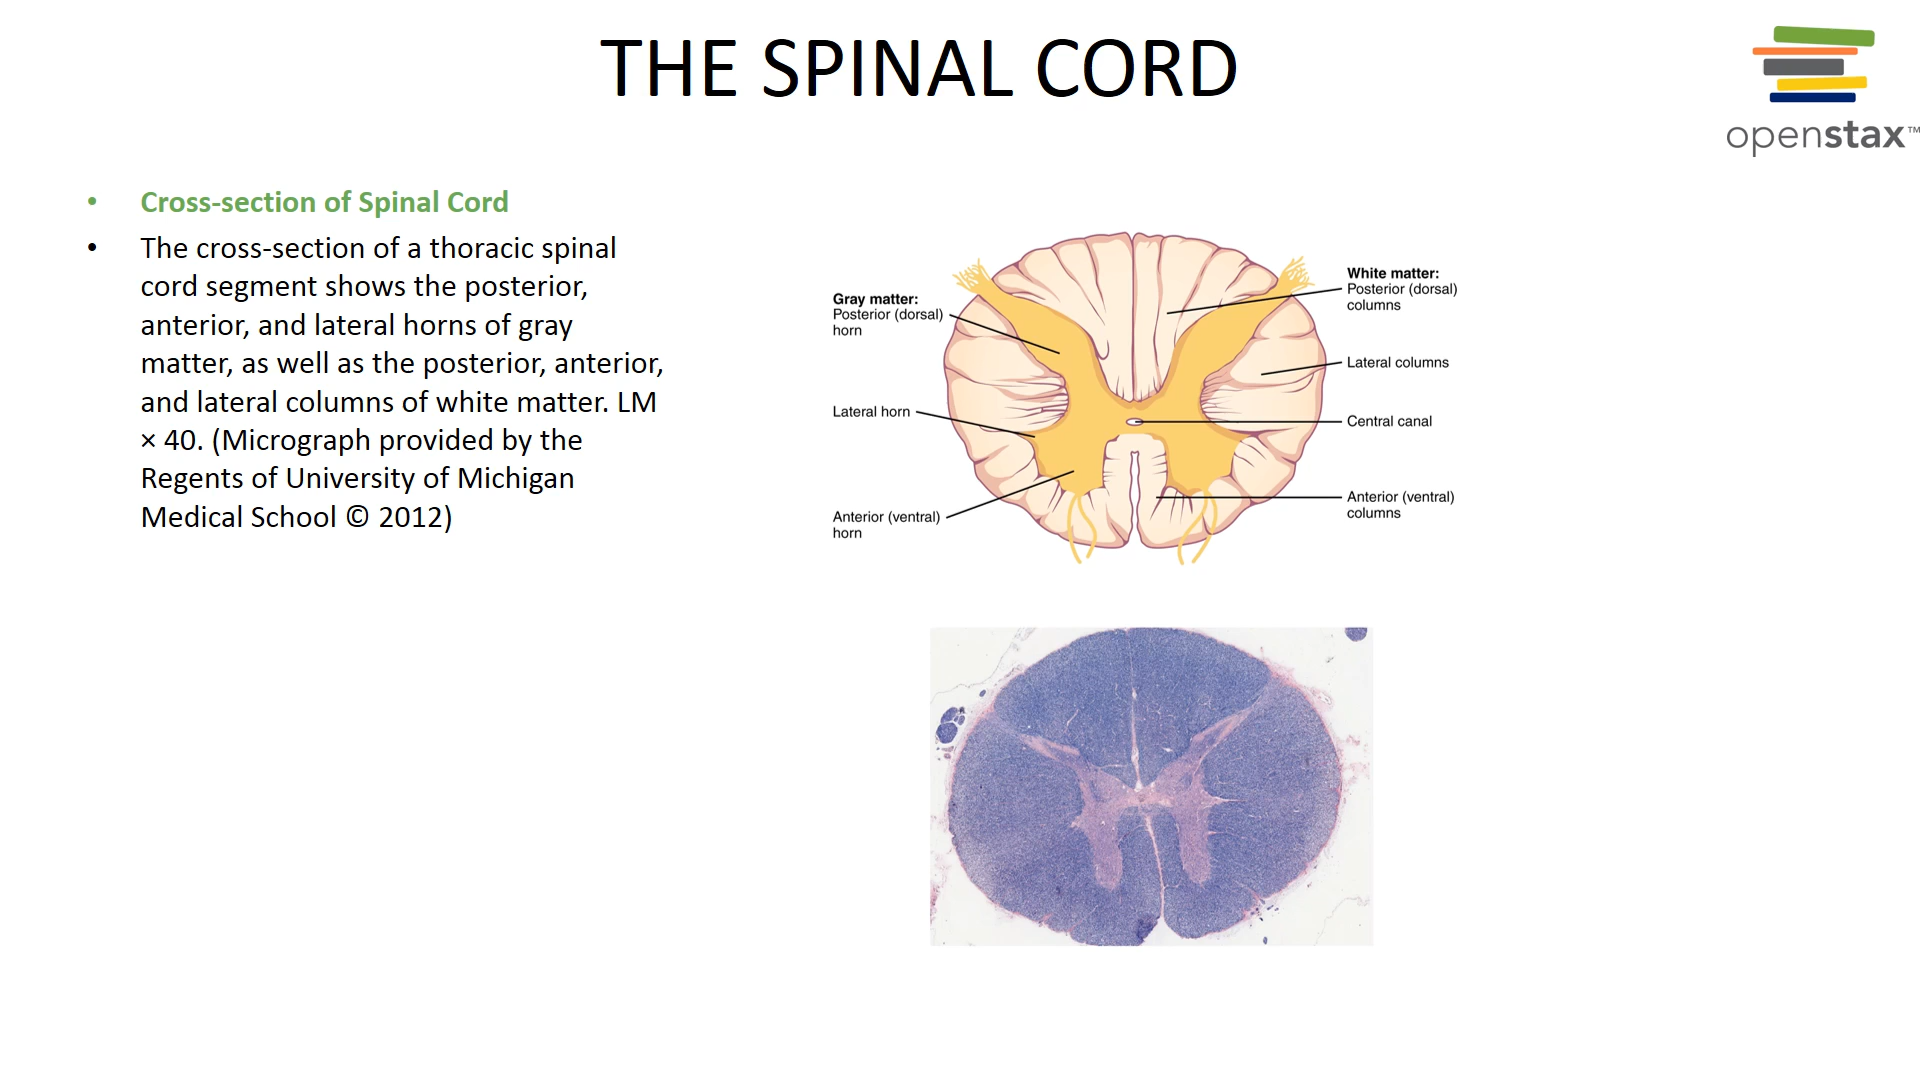 THE SPINAL CORD
openstax™
• Cross-section of Spinal Cord
• The cross-section of a thoracic spinal
cord segment shows the posterior,
anterior, and lateral horns of gray
matter, as well as the posterior, anterior,
and lateral columns of white matter. LM
× 40. (Micrograph provided by the
Regents of University of Michigan
Medical School © 2012)
Gray matter:
Posterior (dorsal)
horn
Lateral horn
Anterior (ventral)
horn
White matter:
Posterior (dorsal)
columns
Lateral columns
Central canal
Anterior (ventral)
columns